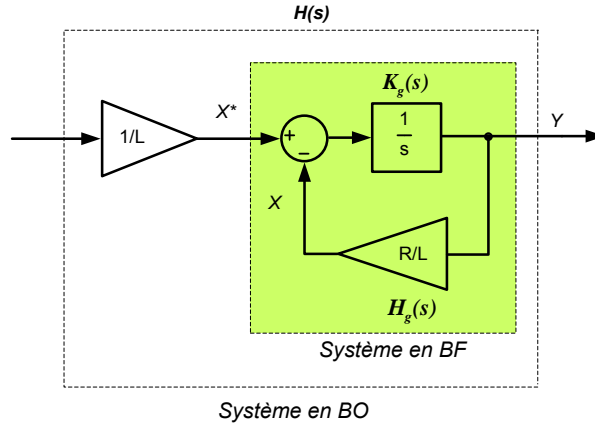 H(s)
K_g(s)
1/L
X*
+
−
1
s
Y
X
R/L
H_g(s)
Système en BF
Système en BO